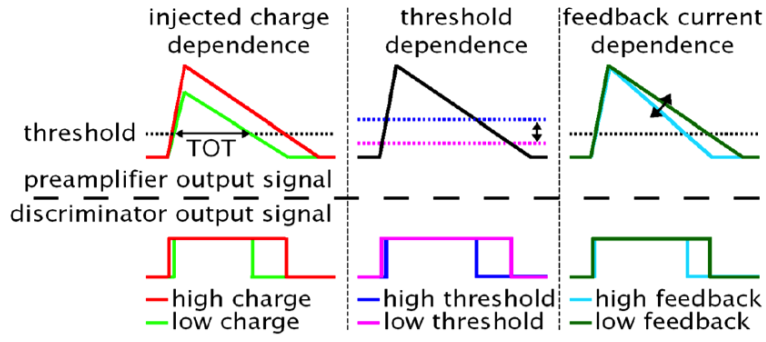 injected charge
dependence
threshold
dependence
feedback current
dependence
threshold
TOT
preamplifier output signal
discriminator output signal
high charge
low charge
high threshold
low threshold
high feedback
low feedback